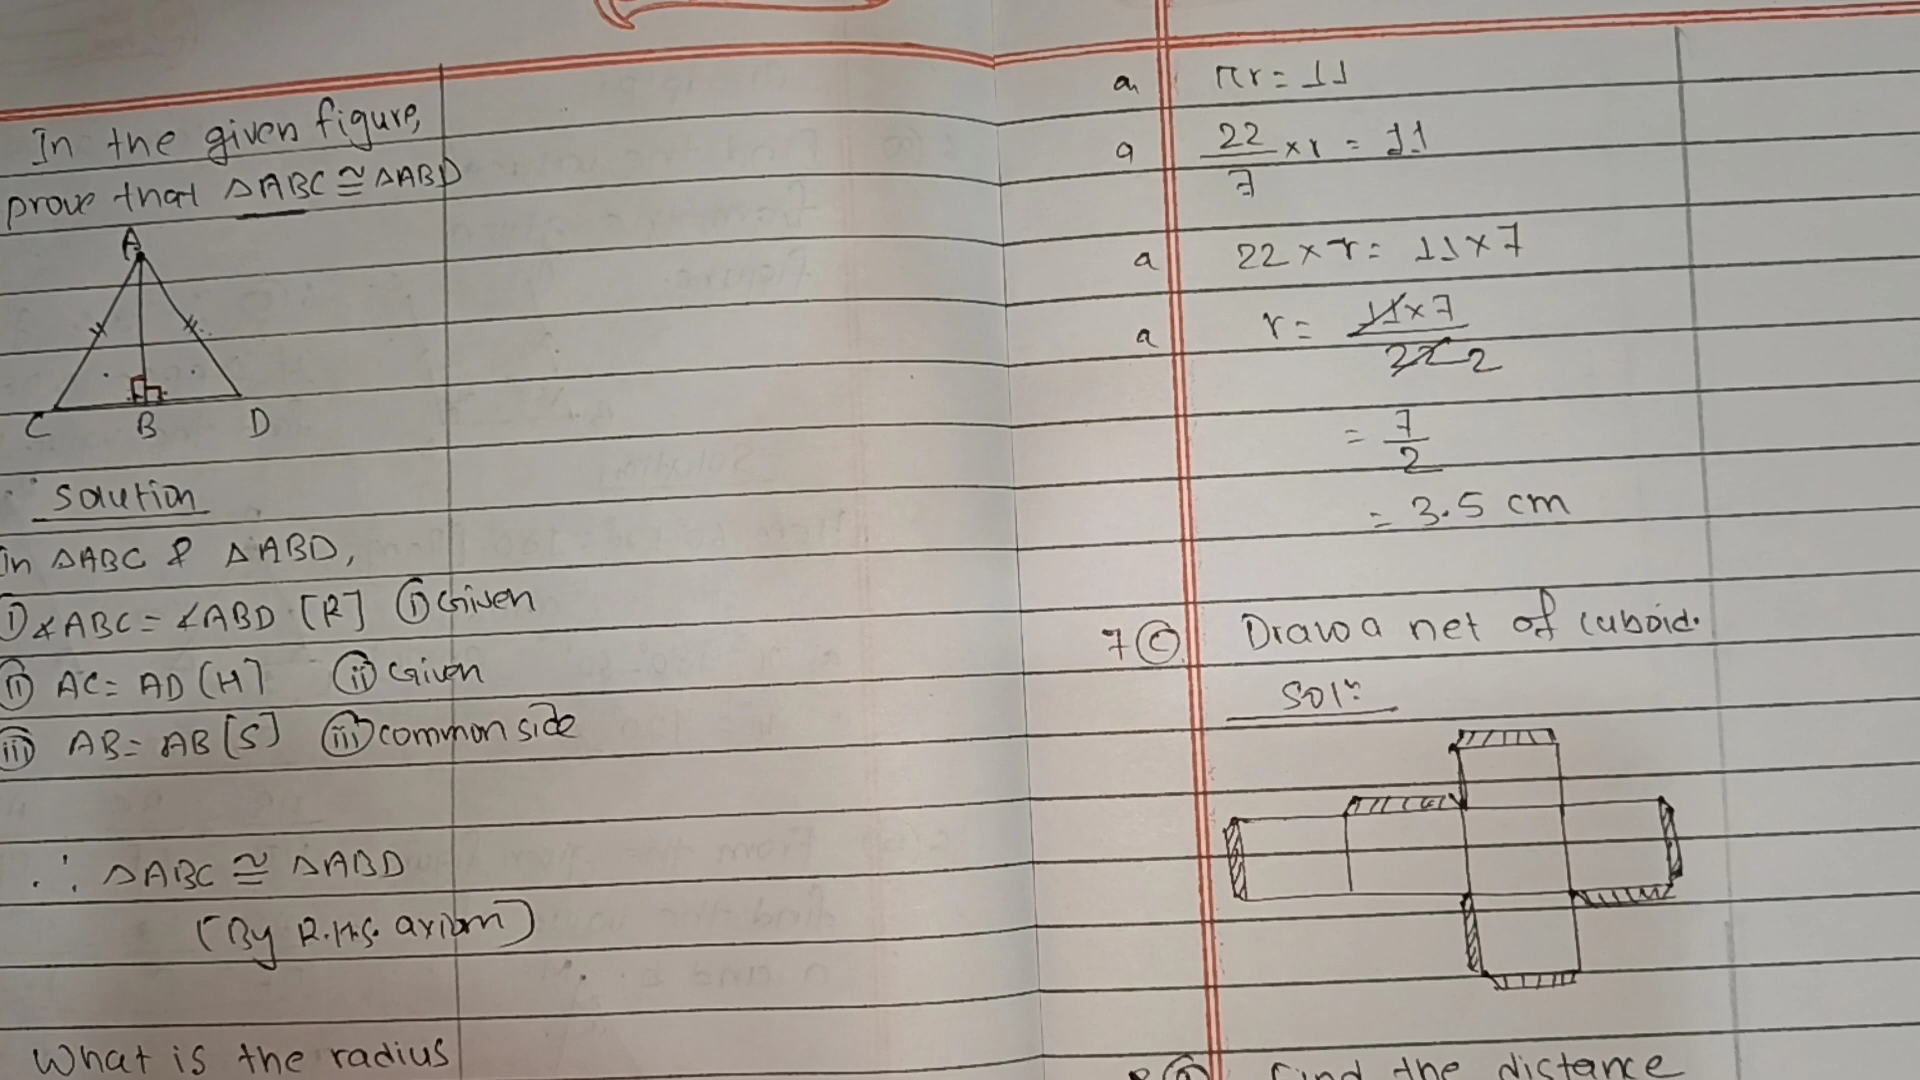 In the given figure,
prove that △ABC ≅ △ABD
A
C B D
Solution
In △ABC & △ABD,
(i) ∡ABC = ∡ABD [R] (i) Given
(ii) AC = AD (H] (ii) Given
(iii) AB = AB [S] (iii) common side
∴ △ABC ≅ △ABD
(By R.H.S. axiom)
What is the radius
a πr = 11
a 22/7 × r = 11
a 22 × r = 11 × 7
a r = 11×7/22 2
= 7/2
= 3.5 cm
7 (C) Draw a net of cuboid.
Solⁿ:
find the distance